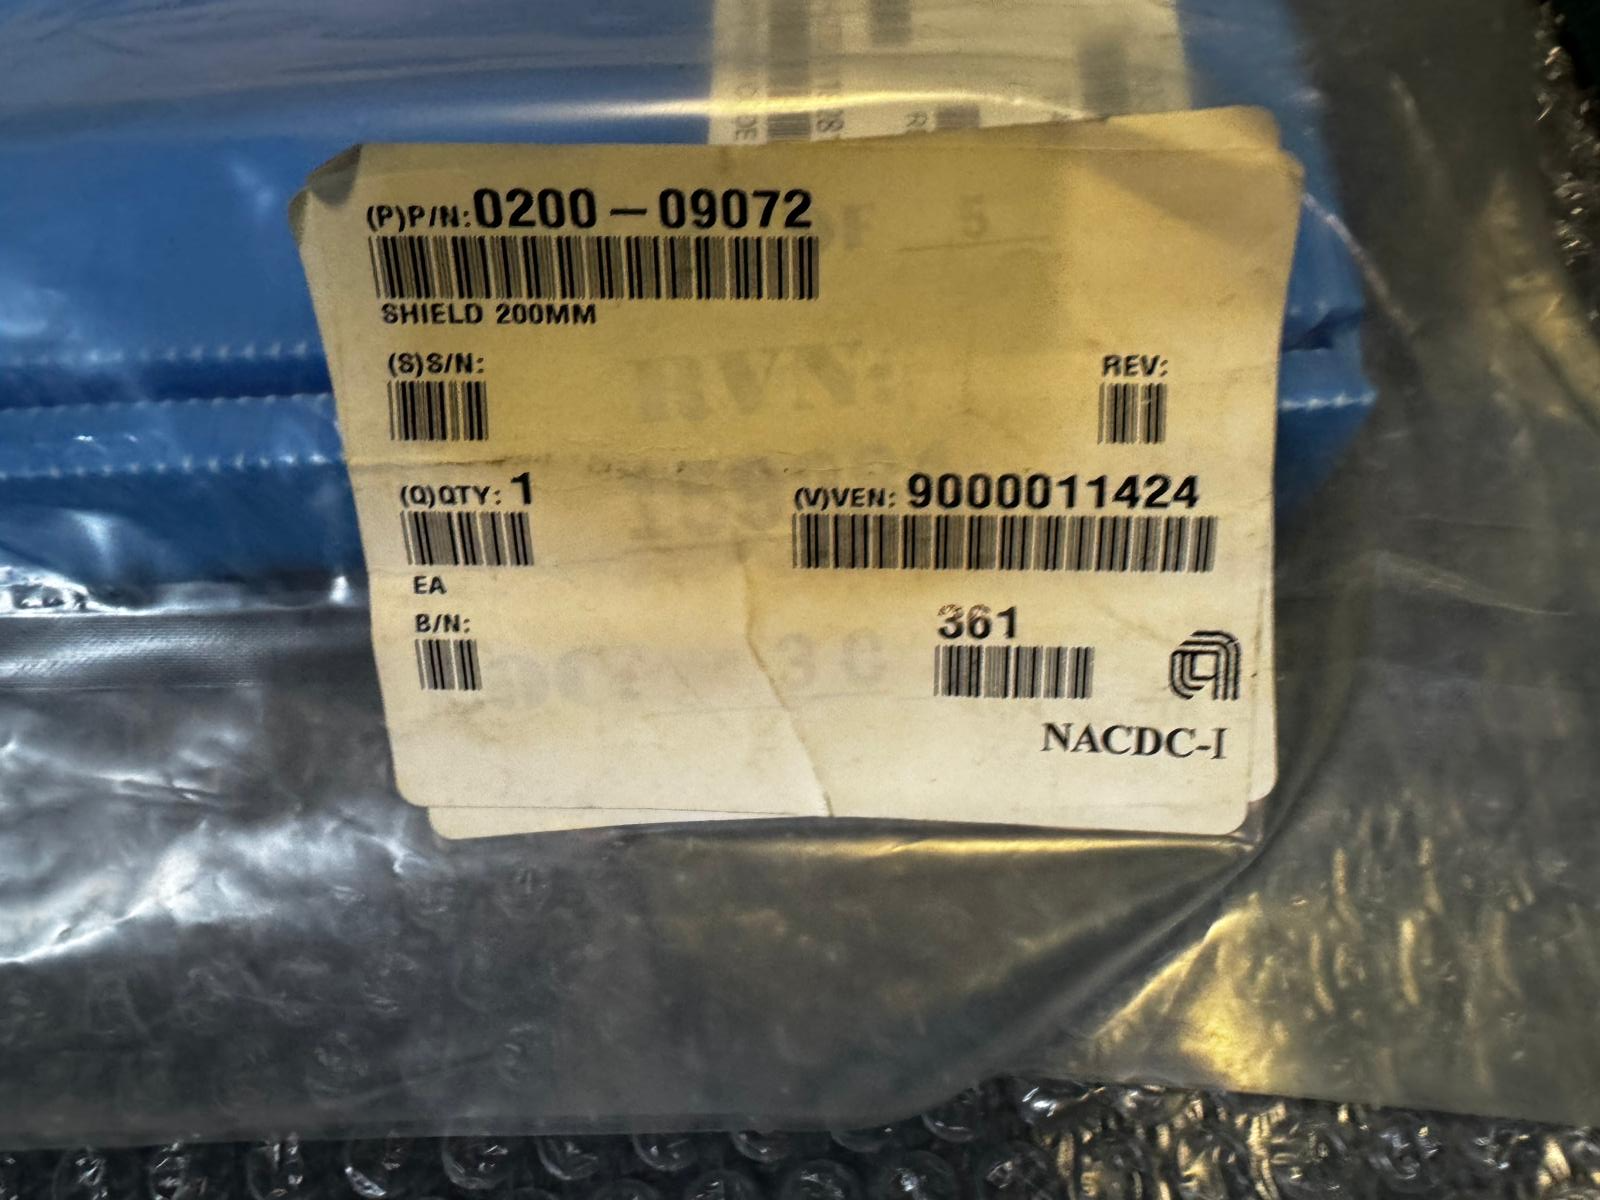 (P)P/N:0200-09072
SHIELD 200MM
(S)S/N:
REV:
(Q)QTY: 1
(V)VEN: 9000011424
EA
B/N:
361
NACDC-I